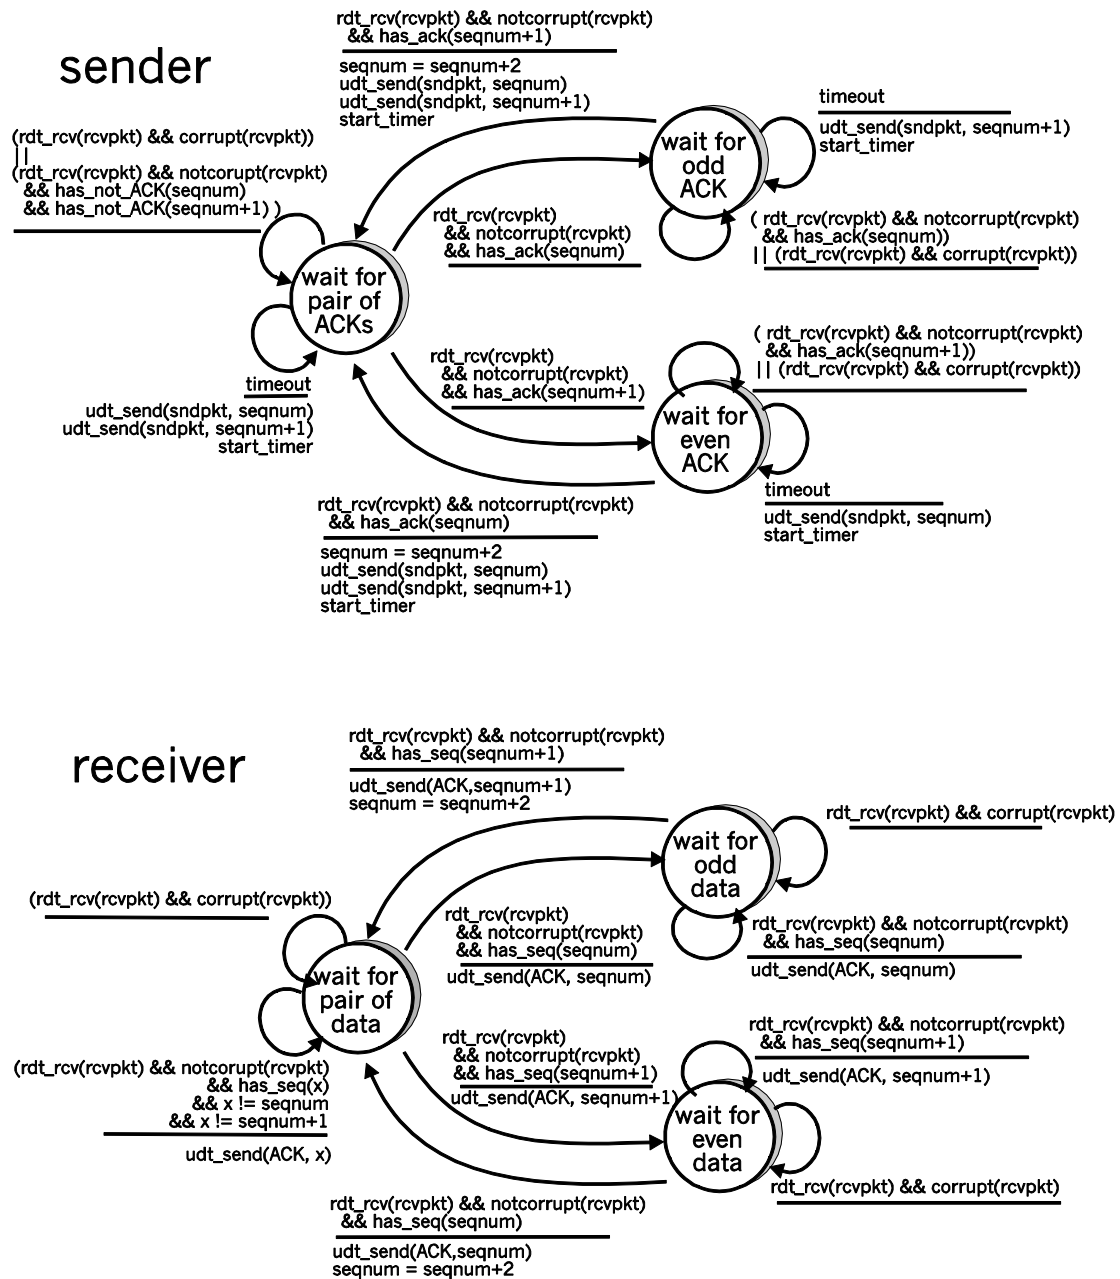 sender
rdt_rcv(rcvpkt) && notcorrupt(rcvpkt)
&& has_ack(seqnum+1)
seqnum = seqnum+2
udt_send(sndpkt, seqnum)
udt_send(sndpkt, seqnum+1)
start_timer
(rdt_rcv(rcvpkt) && corrupt(rcvpkt))
||
(rdt_rcv(rcvpkt) && notcorupt(rcvpkt)
&& has_not_ACK(seqnum)
&& has_not_ACK(seqnum+1) )
wait for
odd
ACK
timeout
udt_send(sndpkt, seqnum+1)
start_timer
rdt_rcv(rcvpkt)
&& notcorrupt(rcvpkt)
&& has_ack(seqnum)
( rdt_rcv(rcvpkt) && notcorrupt(rcvpkt)
&& has_ack(seqnum))
|| (rdt_rcv(rcvpkt) && corrupt(rcvpkt))
wait for
pair of
ACKs
timeout
udt_send(sndpkt, seqnum)
udt_send(sndpkt, seqnum+1)
start_timer
rdt_rcv(rcvpkt)
&& notcorrupt(rcvpkt)
&& has_ack(seqnum+1)
( rdt_rcv(rcvpkt) && notcorrupt(rcvpkt)
&& has_ack(seqnum+1))
|| (rdt_rcv(rcvpkt) && corrupt(rcvpkt))
wait for
even
ACK
timeout
udt_send(sndpkt, seqnum)
start_timer
rdt_rcv(rcvpkt) && notcorrupt(rcvpkt)
&& has_ack(seqnum)
seqnum = seqnum+2
udt_send(sndpkt, seqnum)
udt_send(sndpkt, seqnum+1)
start_timer
receiver
rdt_rcv(rcvpkt) && notcorrupt(rcvpkt)
&& has_seq(seqnum+1)
udt_send(ACK,seqnum+1)
seqnum = seqnum+2
wait for
odd
data
rdt_rcv(rcvpkt) && corrupt(rcvpkt)
(rdt_rcv(rcvpkt) && corrupt(rcvpkt))
rdt_rcv(rcvpkt)
&& notcorrupt(rcvpkt)
&& has_seq(seqnum)
udt_send(ACK, seqnum)
rdt_rcv(rcvpkt) && notcorrupt(rcvpkt)
&& has_seq(seqnum)
udt_send(ACK, seqnum)
wait for
pair of
data
(rdt_rcv(rcvpkt) && notcorupt(rcvpkt)
&& has_seq(x)
&& x != seqnum
&& x != seqnum+1
udt_send(ACK, x)
rdt_rcv(rcvpkt)
&& notcorrupt(rcvpkt)
&& has_seq(seqnum+1)
udt_send(ACK, seqnum+1)
rdt_rcv(rcvpkt) && notcorrupt(rcvpkt)
&& has_seq(seqnum+1)
udt_send(ACK, seqnum+1)
wait for
even
data
rdt_rcv(rcvpkt) && corrupt(rcvpkt)
rdt_rcv(rcvpkt) && notcorrupt(rcvpkt)
&& has_seq(seqnum)
udt_send(ACK,seqnum)
seqnum = seqnum+2